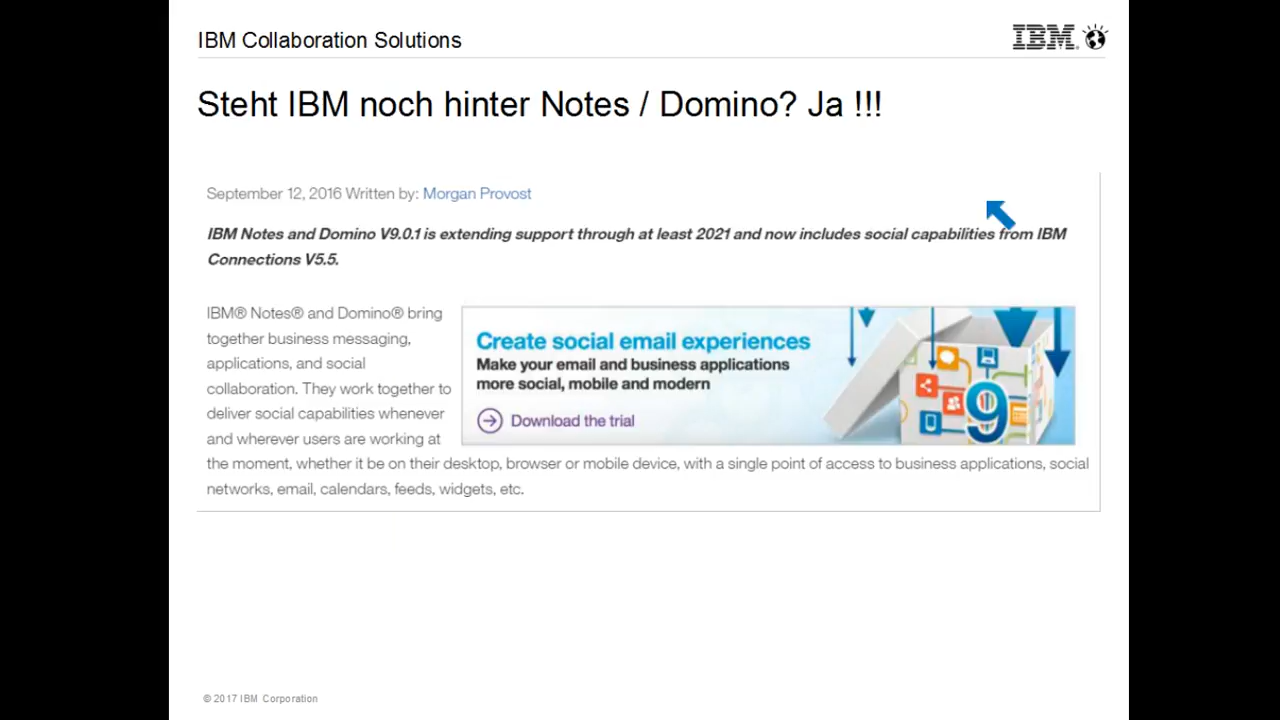 IBM Collaboration Solutions
IBM
Steht IBM noch hinter Notes / Domino? Ja !!!
September 12, 2016 Written by: Morgan Provost
IBM Notes and Domino V9.0.1 is extending support through at least 2021 and now includes social capabilities from IBM
Connections V5.5.
IBM® Notes® and Domino® bring
together business messaging,
applications, and social
collaboration. They work together to
deliver social capabilities whenever
and wherever users are working at
the moment, whether it be on their desktop, browser or mobile device, with a single point of access to business applications, social
networks, email, calendars, feeds, widgets, etc.
Create social email experiences
Make your email and business applications
more social, mobile and modern
Download the trial
9
© 2017 IBM Corporation